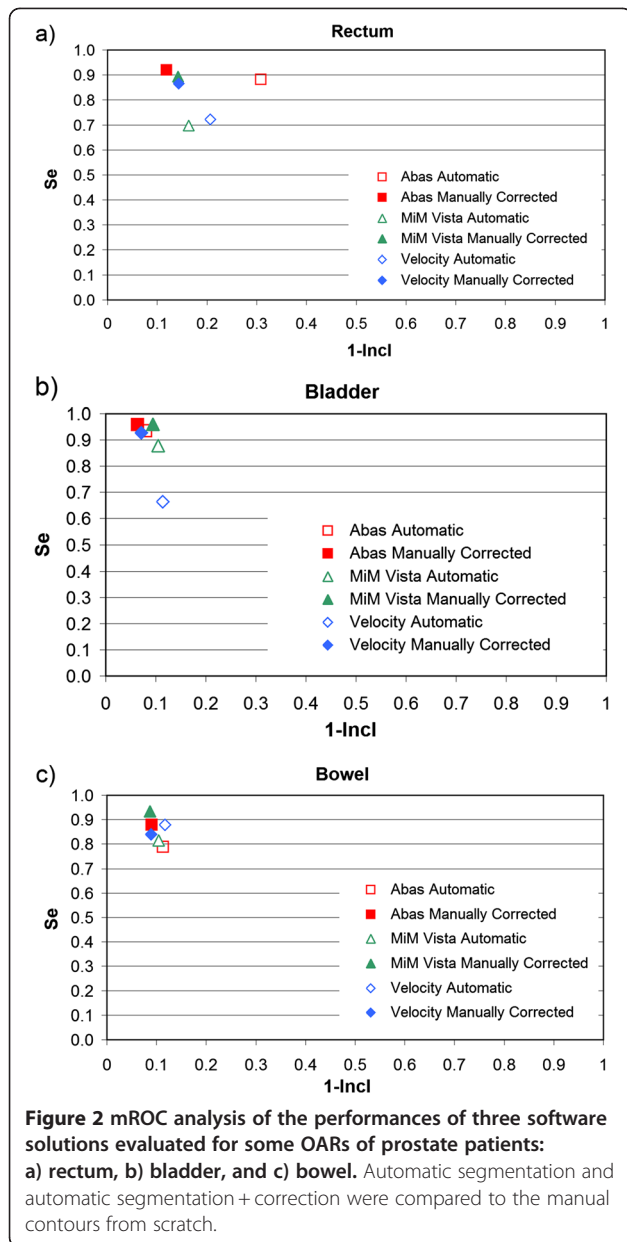 a)
Rectum
1.0
0.9
0.8
0.7
0.6
0.5
0.4
0.3
0.2
0.1
0.0
Se
Abas Automatic
Abas Manually Corrected
MiM Vista Automatic
MiM Vista Manually Corrected
Velocity Automatic
Velocity Manually Corrected
0 0.1 0.2 0.3 0.4 0.5 0.6 0.7 0.8 0.9 1
1-Incl
b)
Bladder
1.0
0.9
0.8
0.7
0.6
0.5
0.4
0.3
0.2
0.1
0.0
Se
Abas Automatic
Abas Manually Corrected
MiM Vista Automatic
MiM Vista Manually Corrected
Velocity Automatic
Velocity Manually Corrected
0 0.1 0.2 0.3 0.4 0.5 0.6 0.7 0.8 0.9 1
1-Incl
c)
Bowel
1.0
0.9
0.8
0.7
0.6
0.5
0.4
0.3
0.2
0.1
0.0
Se
Abas Automatic
Abas Manually Corrected
MiM Vista Automatic
MiM Vista Manually Corrected
Velocity Automatic
Velocity Manually Corrected
0 0.1 0.2 0.3 0.4 0.5 0.6 0.7 0.8 0.9 1
1-Incl
Figure 2 mROC analysis of the performances of three software
solutions evaluated for some OARs of prostate patients:
a) rectum, b) bladder, and c) bowel. Automatic segmentation and
automatic segmentation + correction were compared to the manual
contours from scratch.